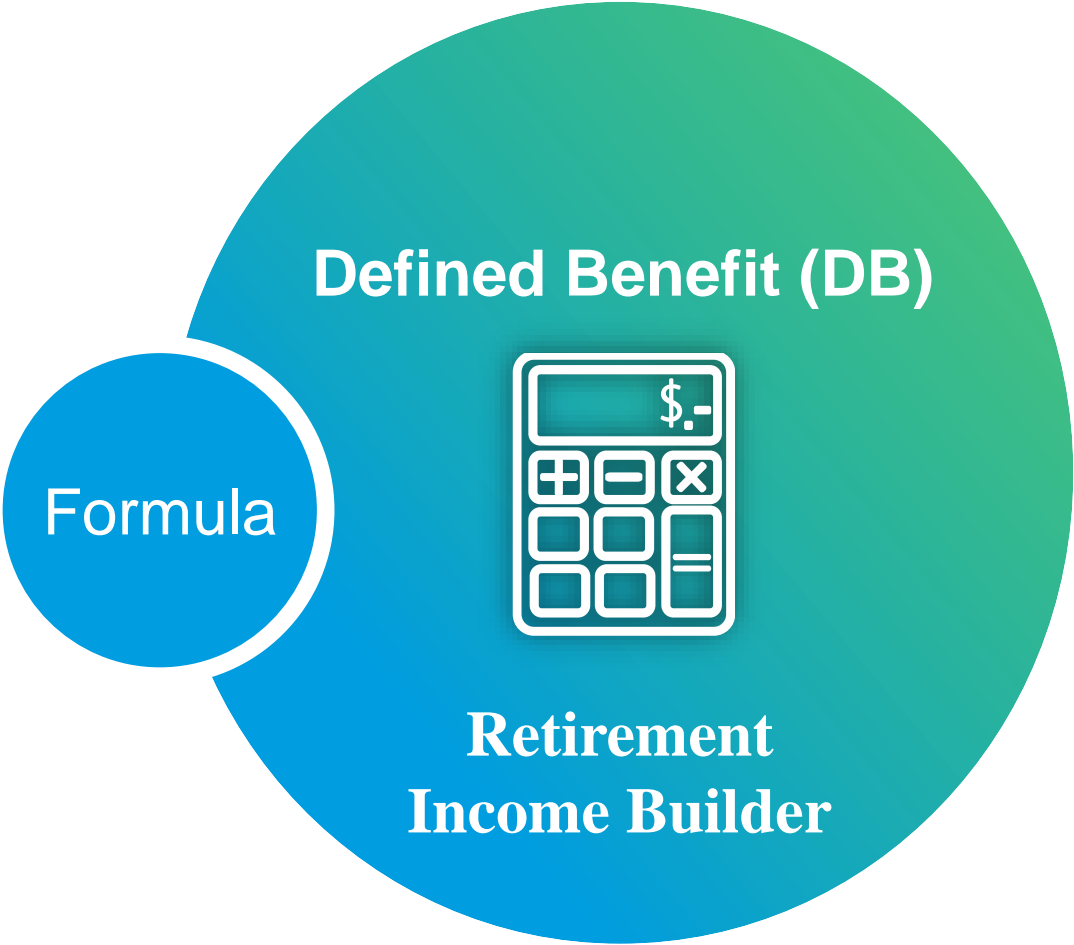 Defined Benefit (DB)
$.-
Formula
Retirement
Income Builder